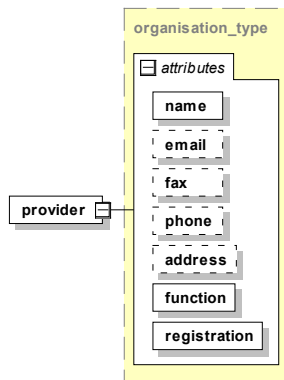 organisation_type
attributes
name
email
fax
phone
provider
address
function
registration